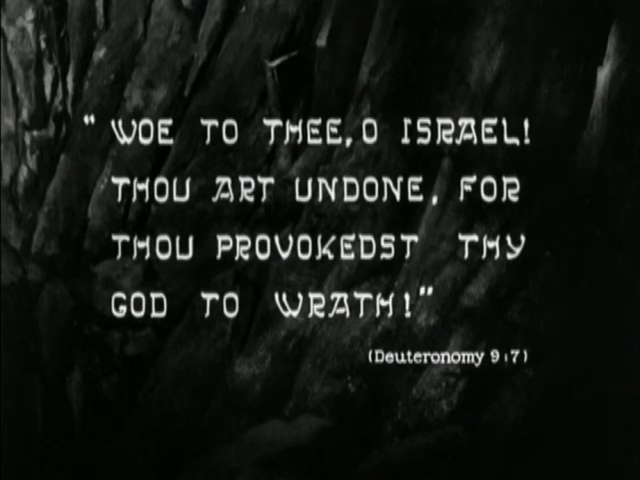 " WOE TO THEE, O ISRAEL!
THOU ART UNDONE, FOR
THOU PROVOKEDST THY
GOD TO WRATH!"
(Deuteronomy 9:7)